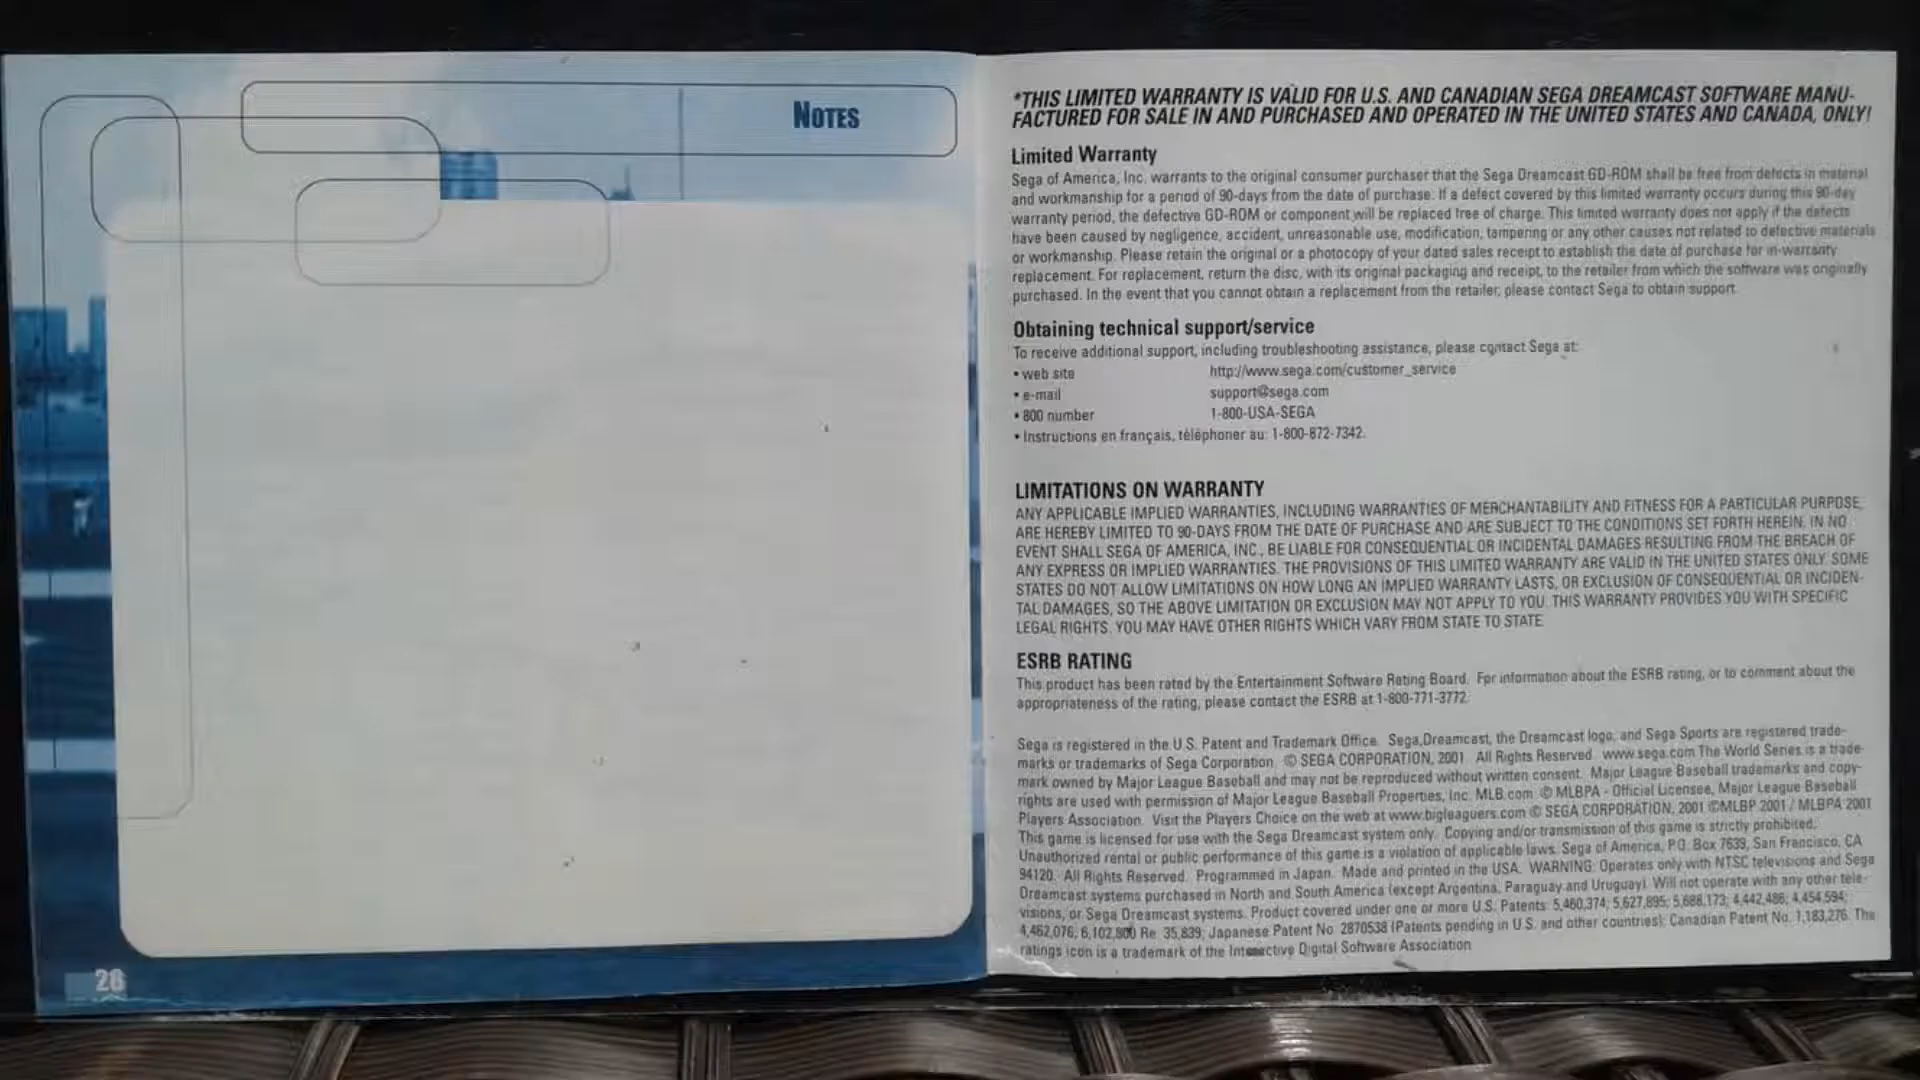 NOTES
26
*THIS LIMITED WARRANTY IS VALID FOR U.S. AND CANADIAN SEGA DREAMCAST SOFTWARE MANU-
FACTURED FOR SALE IN AND PURCHASED AND OPERATED IN THE UNITED STATES AND CANADA, ONLY!
Limited Warranty
Sega of America, Inc. warrants to the original consumer purchaser that the Sega Dreamcast GD-ROM shall be free from defects in material
and workmanship for a period of 90-days from the date of purchase. If a defect covered by this limited warranty occurs during this 90-day
warranty period, the defective GD-ROM or component will be replaced free of charge. This limited warranty does not apply if the defects
have been caused by negligence, accident, unreasonable use, modification, tampering or any other causes not related to defective materials
or workmanship. Please retain the original or a photocopy of your dated sales receipt to establish the date of purchase for in-warranty
replacement. For replacement, return the disc, with its original packaging and receipt, to the retailer from which the software was originally
purchased. In the event that you cannot obtain a replacement from the retailer, please contact Sega to obtain support.
Obtaining technical support/service
To receive additional support, including troubleshooting assistance, please contact Sega at:
• web site http://www.sega.com/customer_service
• e-mail support@sega.com
• 800 number 1-800-USA-SEGA
• Instructions en français, téléphoner au: 1-800-872-7342.
LIMITATIONS ON WARRANTY
ANY APPLICABLE IMPLIED WARRANTIES, INCLUDING WARRANTIES OF MERCHANTABILITY AND FITNESS FOR A PARTICULAR PURPOSE,
ARE HEREBY LIMITED TO 90-DAYS FROM THE DATE OF PURCHASE AND ARE SUBJECT TO THE CONDITIONS SET FORTH HEREIN. IN NO
EVENT SHALL SEGA OF AMERICA, INC., BE LIABLE FOR CONSEQUENTIAL OR INCIDENTAL DAMAGES RESULTING FROM THE BREACH OF
ANY EXPRESS OR IMPLIED WARRANTIES. THE PROVISIONS OF THIS LIMITED WARRANTY ARE VALID IN THE UNITED STATES ONLY. SOME
STATES DO NOT ALLOW LIMITATIONS ON HOW LONG AN IMPLIED WARRANTY LASTS, OR EXCLUSION OF CONSEQUENTIAL OR INCIDEN-
TAL DAMAGES, SO THE ABOVE LIMITATION OR EXCLUSION MAY NOT APPLY TO YOU. THIS WARRANTY PROVIDES YOU WITH SPECIFIC
LEGAL RIGHTS. YOU MAY HAVE OTHER RIGHTS WHICH VARY FROM STATE TO STATE.
ESRB RATING
This product has been rated by the Entertainment Software Rating Board. For information about the ESRB rating, or to comment about the
appropriateness of the rating, please contact the ESRB at 1-800-771-3772.
Sega is registered in the U.S. Patent and Trademark Office. Sega,Dreamcast, the Dreamcast logo, and Sega Sports are registered trade-
marks or trademarks of Sega Corporation. © SEGA CORPORATION, 2001. All Rights Reserved. www.sega.com The World Series is a trade-
mark owned by Major League Baseball and may not be reproduced without written consent. Major League Baseball trademarks and copy-
rights are used with permission of Major League Baseball Properties, Inc. MLB.com. © MLBPA - Official Licensee, Major League Baseball
Players Association. Visit the Players Choice on the web at www.bigleaguers.com © SEGA CORPORATION, 2001 ©MLBP 2001 / MLBPA 2001
This game is licensed for use with the Sega Dreamcast system only. Copying and/or transmission of this game is strictly prohibited.
Unauthorized rental or public performance of this game is a violation of applicable laws. Sega of America, P.O. Box 7639, San Francisco, CA
94120. All Rights Reserved. Programmed in Japan. Made and printed in the USA. WARNING: Operates only with NTSC televisions and Sega
Dreamcast systems purchased in North and South America (except Argentina, Paraguay and Uruguay). Will not operate with any other tele-
visions, or Sega Dreamcast systems. Product covered under one or more U.S. Patents: 5,460,374; 5,627,895; 5,688,173; 4,442,486; 4,454,594;
4,462,076; 6,102,800 Re. 35,839; Japanese Patent No. 2870538 (Patents pending in U.S. and other countries); Canadian Patent No. 1,183,276. The
ratings icon is a trademark of the Interactive Digital Software Association.